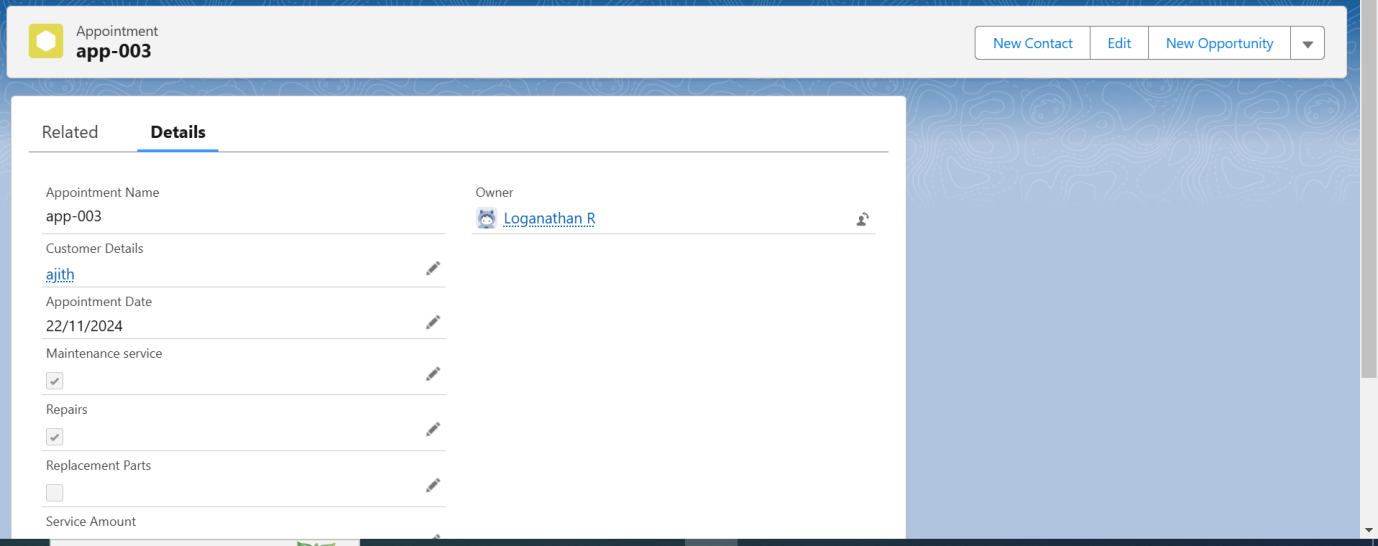 Appointment
app-003
New Contact
Edit
New Opportunity
Related
Details
Appointment Name
app-003
Owner
Loganathan R
Customer Details
ajith
Appointment Date
22/11/2024
Maintenance service
Repairs
Replacement Parts
Service Amount